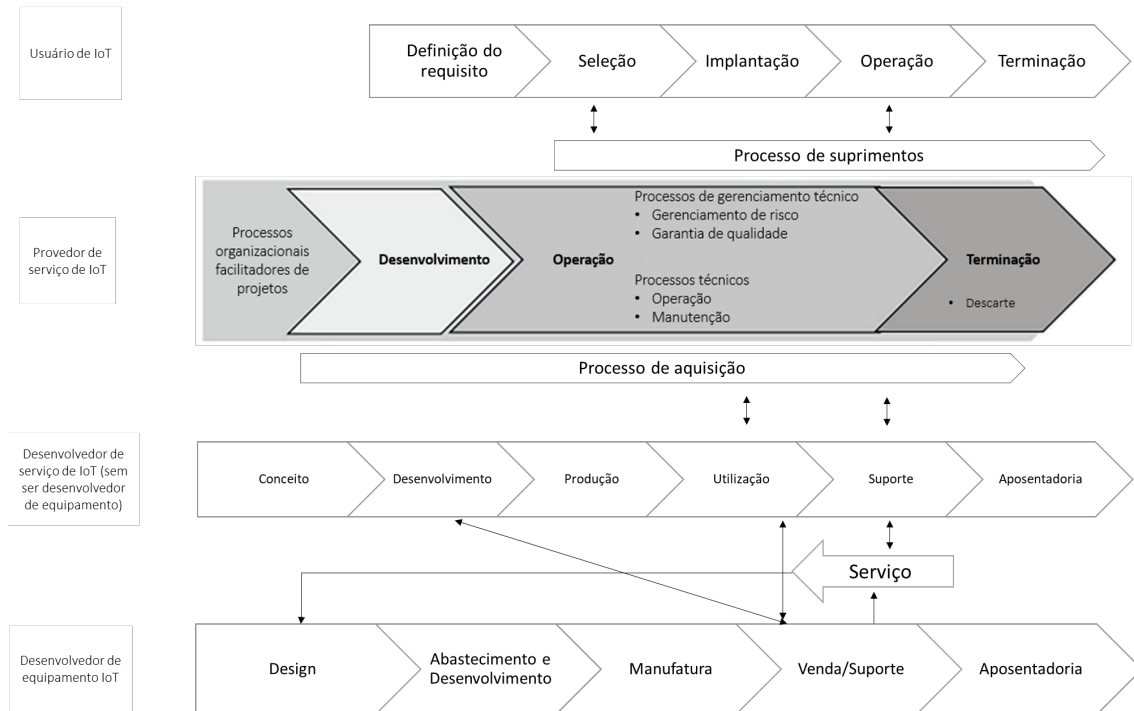 Usuário de IoT
Definição do
requisito
Seleção
Implantação
Operação
Terminação
Processo de suprimentos
Provedor de
serviço de IoT
Processos
organizacionais
facilitadores de
projetos
Desenvolvimento
Operação
Processos de gerenciamento técnico
• Gerenciamento de risco
• Garantia de qualidade
Processos técnicos
• Operação
• Manutenção
Terminação
• Descarte
Processo de aquisição
Desenvolvedor de
serviço de IoT (sem
ser desenvolvedor
de equipamento)
Conceito
Desenvolvimento
Produção
Utilização
Suporte
Aposentadoria
Serviço
Desenvolvedor de
equipamento IoT
Design
Abastecimento e
Desenvolvimento
Manufatura
Venda/Suporte
Aposentadoria